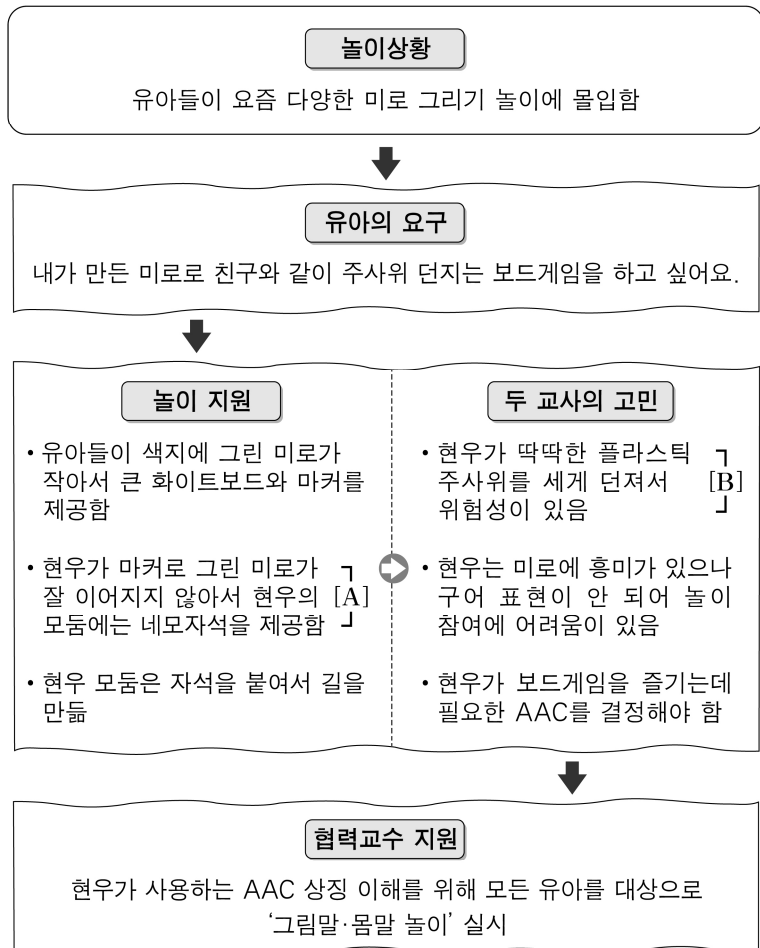 놀이상황
유아들이 요즘 다양한 미로 그리기 놀이에 몰입함
유아의 요구
내가 만든 미로로 친구와 같이 주사위 던지는 보드게임을 하고 싶어요.
놀이 지원
• 유아들이 색지에 그린 미로가
작아서 큰 화이트보드와 마커를
제공함
• 현우가 마커로 그린 미로가
잘 이어지지 않아서 현우의 [A]
모둠에는 네모자석을 제공함
• 현우 모둠은 자석을 붙여서 길을
만듦
두 교사의 고민
• 현우가 딱딱한 플라스틱
주사위를 세게 던져서 [B]
위험성이 있음
• 현우는 미로에 흥미가 있으나
구어 표현이 안 되어 놀이
참여에 어려움이 있음
• 현우가 보드게임을 즐기는데
필요한 AAC를 결정해야 함
협력교수 지원
현우가 사용하는 AAC 상징 이해를 위해 모든 유아를 대상으로
‘그림말·몸말 놀이’ 실시